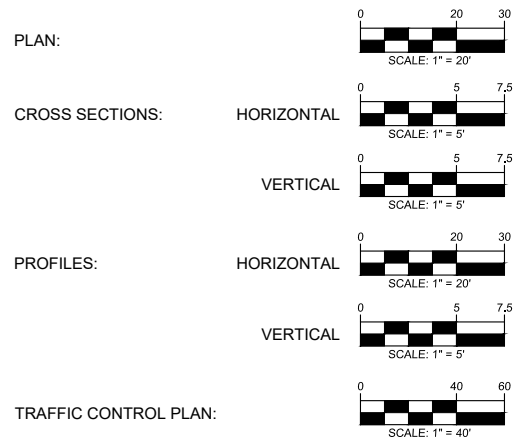 0 20 30
PLAN:
SCALE: 1" = 20'
0 5 7.5
CROSS SECTIONS: HORIZONTAL
SCALE: 1" = 5'
0 5 7.5
VERTICAL
SCALE: 1" = 5'
0 20 30
PROFILES: HORIZONTAL
SCALE: 1" = 20'
0 5 7.5
VERTICAL
SCALE: 1" = 5'
0 40 60
TRAFFIC CONTROL PLAN:
SCALE: 1" = 40'